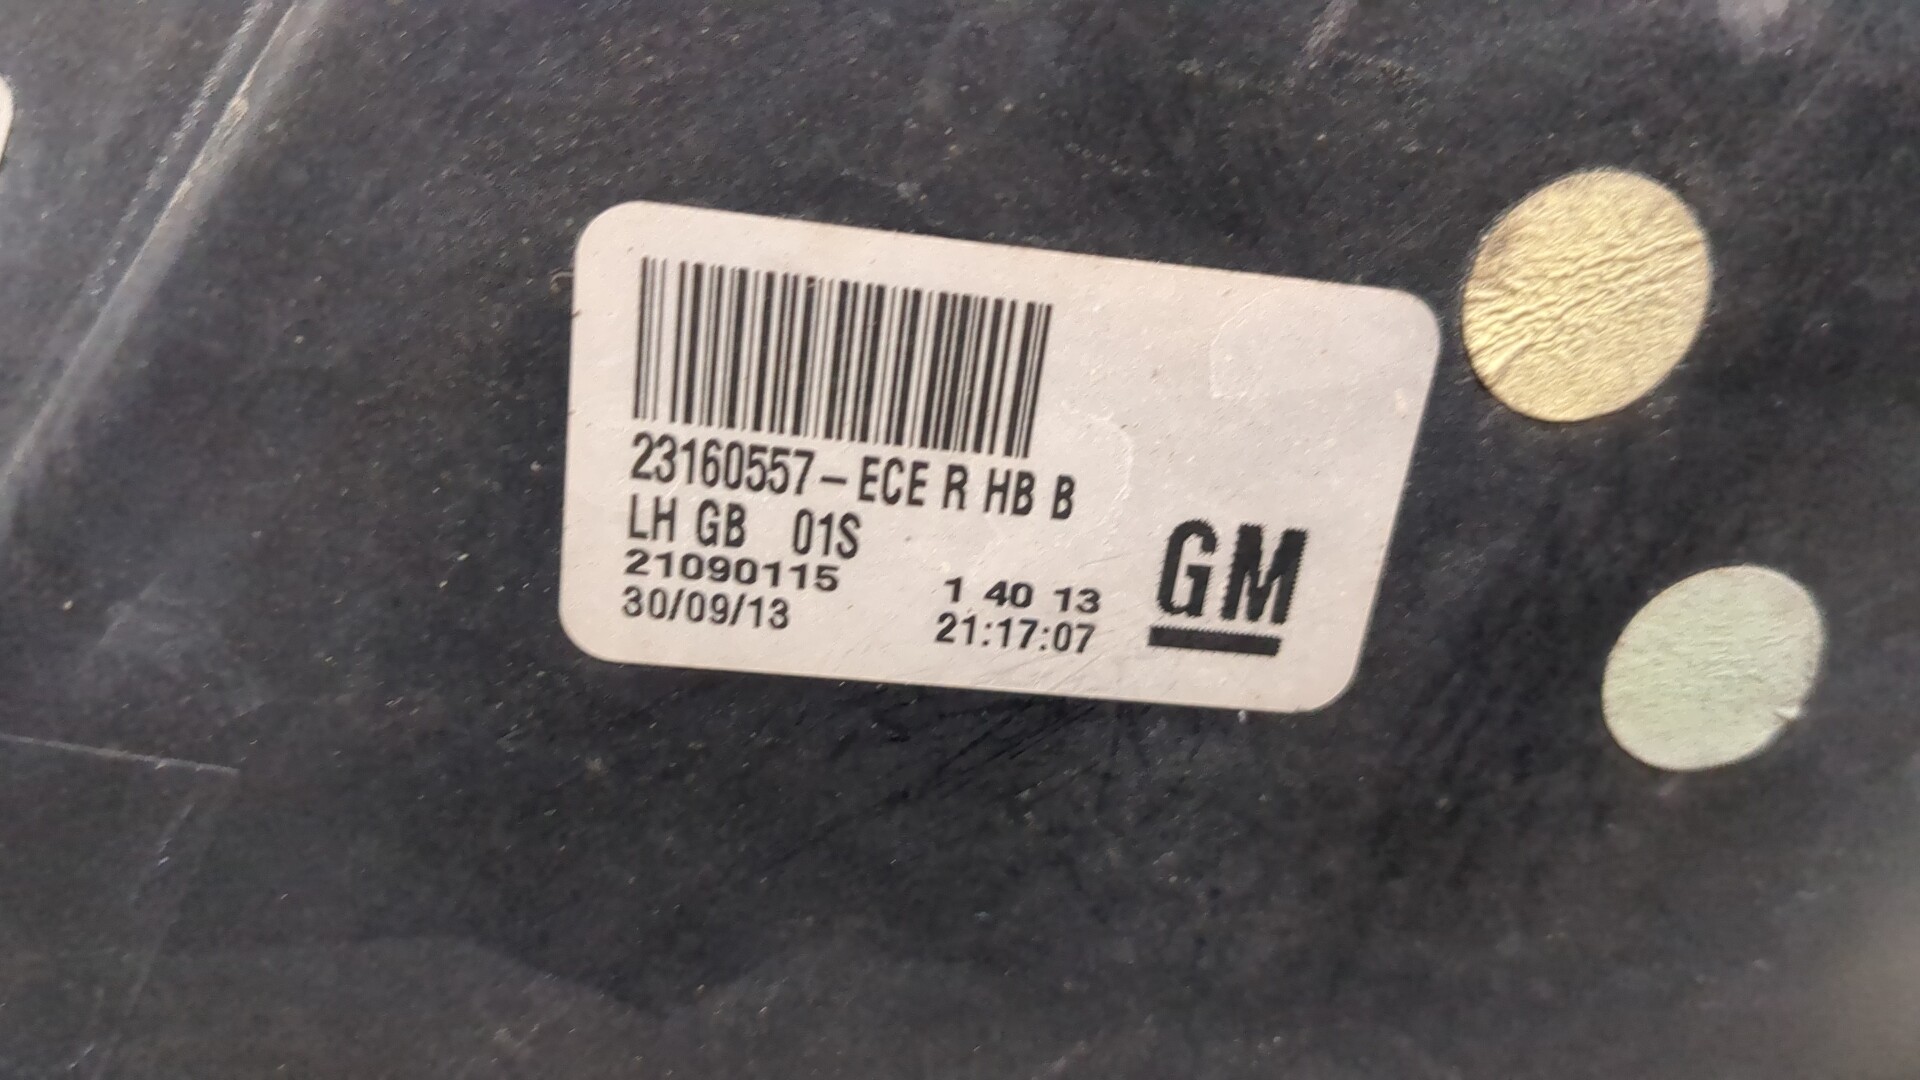 23160557-ECE R HB B
LH GB 01S
21090115 1 40 13
30/09/13 21:17:07
GM